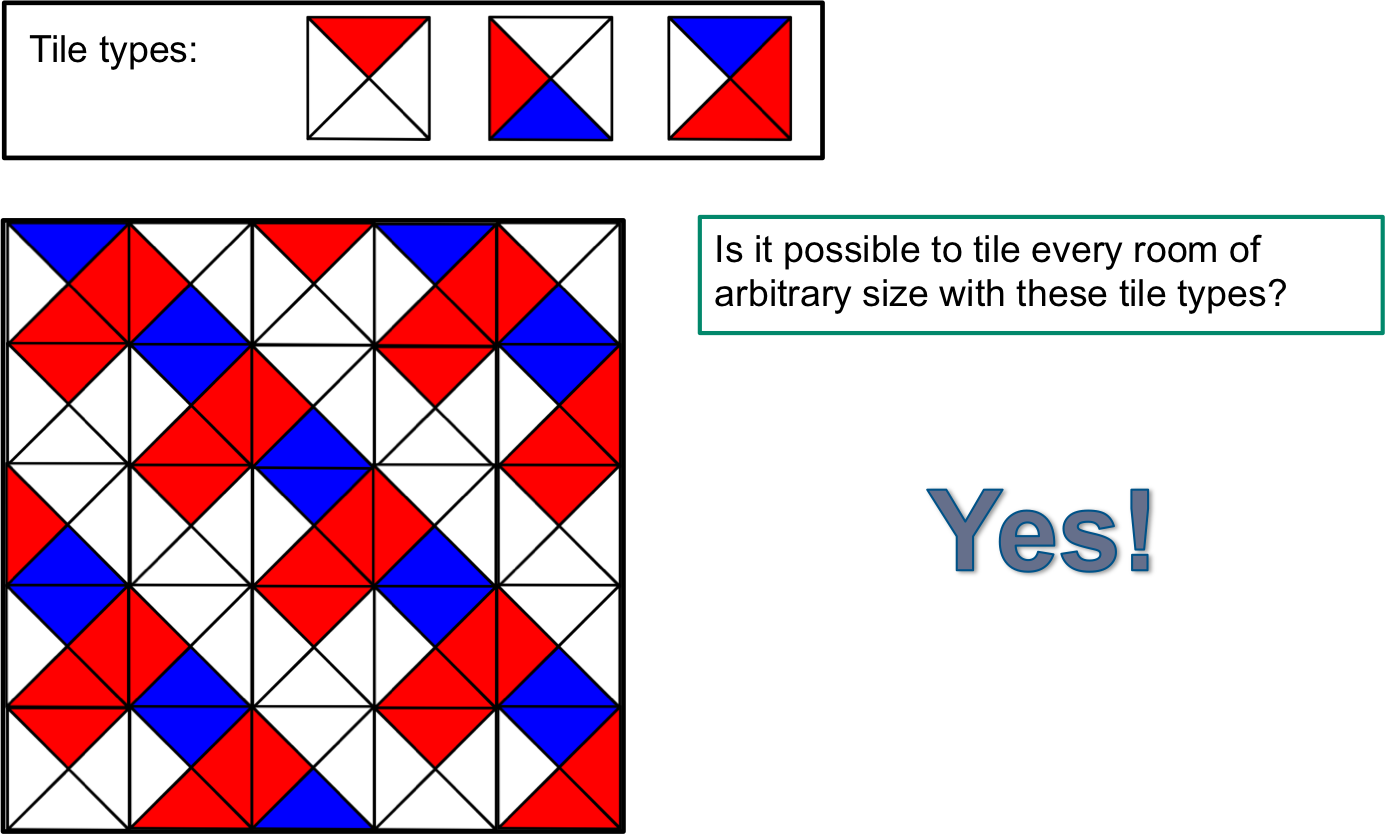 Tile types:
Is it possible to tile every room of
arbitrary size with these tile types?
Yes!